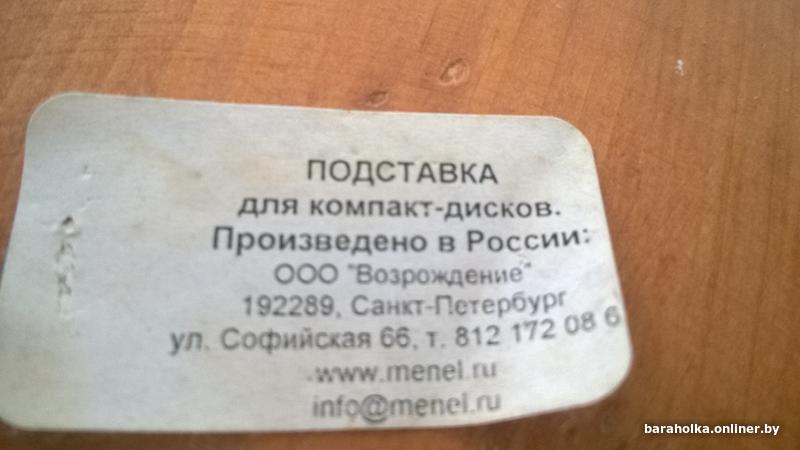 ПОДСТАВКА
для компакт-дисков.
Произведено в России:
ООО "Возрождение"
192289, Санкт-Петербург
ул. Софийская 66, т. 812 172 08 6
www.menel.ru
info@menel.ru
baraholka.onliner.by